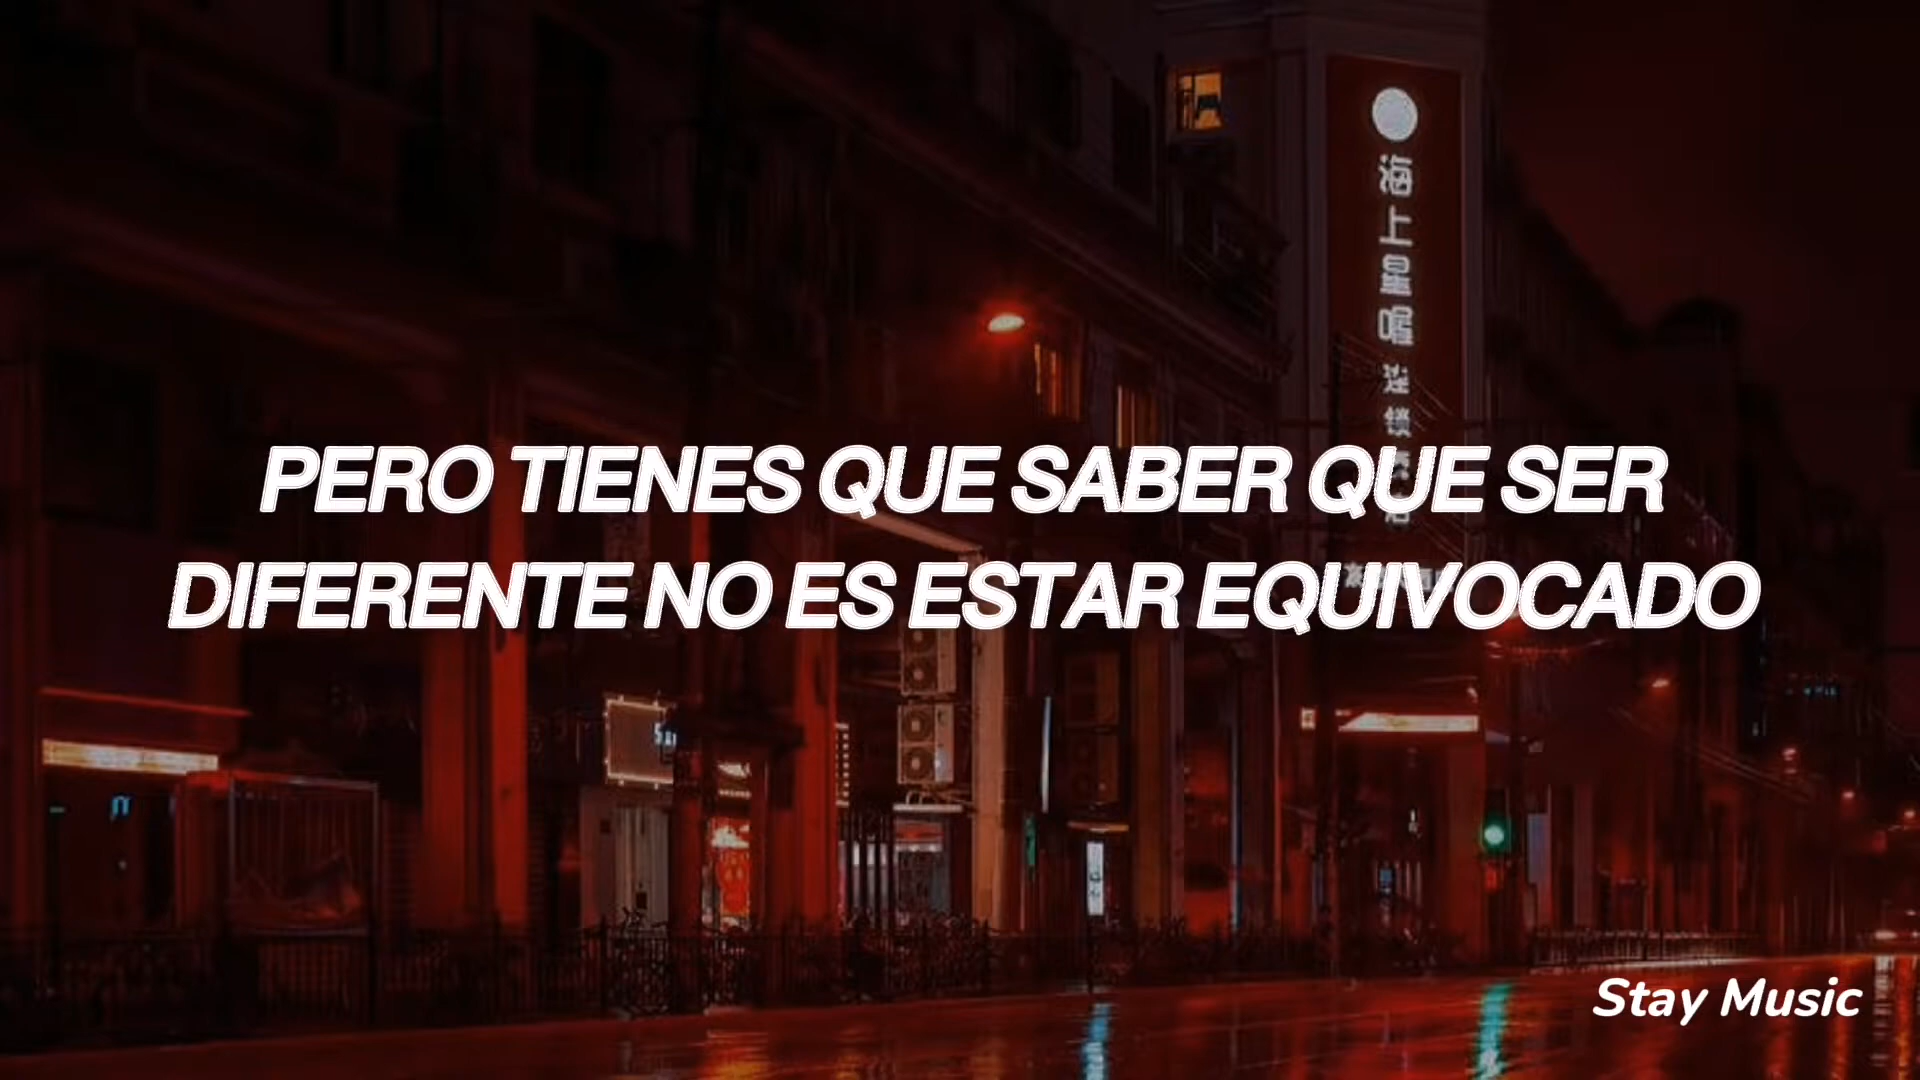 海上星喔
PERO TIENES QUE SABER QUE SER
DIFERENTE NO ES ESTAR EQUIVOCADO
Stay Music